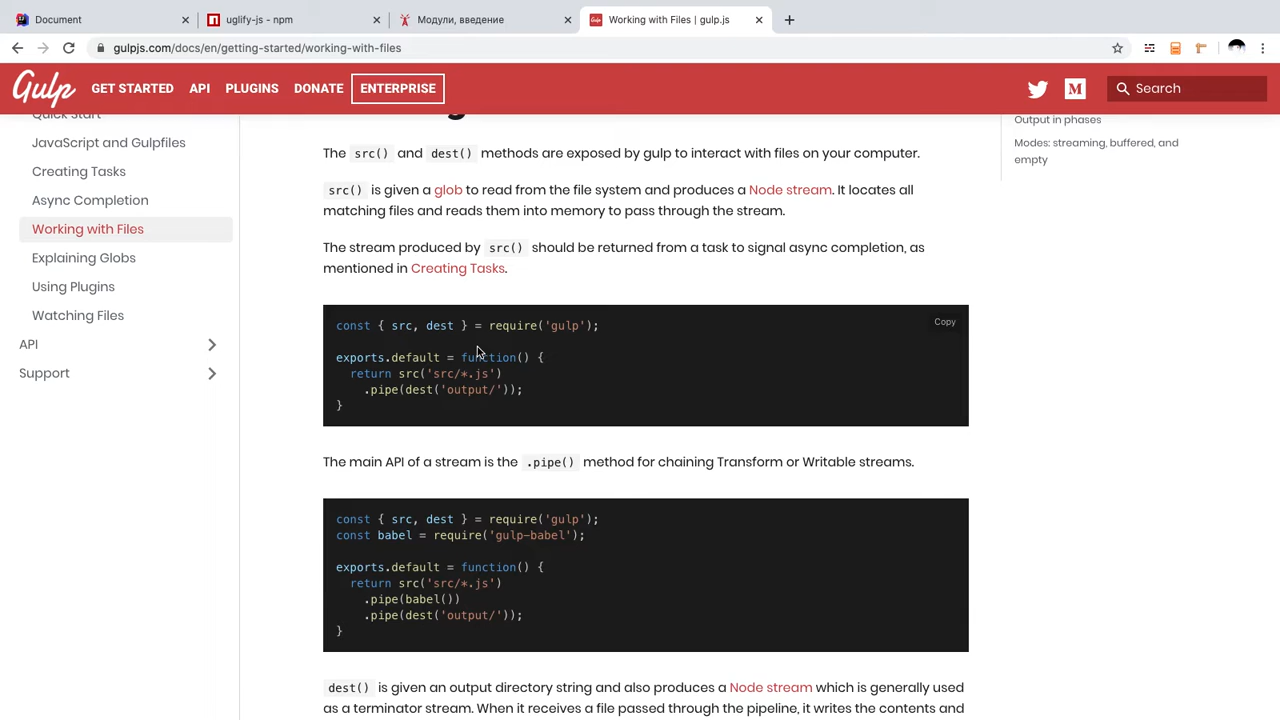 Document
uglify-js - npm
Модули, введение
Working with Files | gulp.js
gulpjs.com/docs/en/getting-started/working-with-files
Gulp
GET STARTED
API
PLUGINS
DONATE
ENTERPRISE
M
Search
Quick Start
JavaScript and Gulpfiles
Creating Tasks
Async Completion
Working with Files
Explaining Globs
Using Plugins
Watching Files
API
Support
The src() and dest() methods are exposed by gulp to interact with files on your computer.
src() is given a glob to read from the file system and produces a Node stream. It locates all
matching files and reads them into memory to pass through the stream.
The stream produced by src() should be returned from a task to signal async completion, as
mentioned in Creating Tasks.
Copy
const { src, dest } = require('gulp');
exports.default = function() {
return src('src/*.js')
.pipe(dest('output/'));
}
The main API of a stream is the .pipe() method for chaining Transform or Writable streams.
const { src, dest } = require('gulp');
const babel = require('gulp-babel');
exports.default = function() {
return src('src/*.js')
.pipe(babel())
.pipe(dest('output/'));
}
dest() is given an output directory string and also produces a Node stream which is generally used
as a terminator stream. When it receives a file passed through the pipeline, it writes the contents and
Output in phases
Modes: streaming, buffered, and
empty